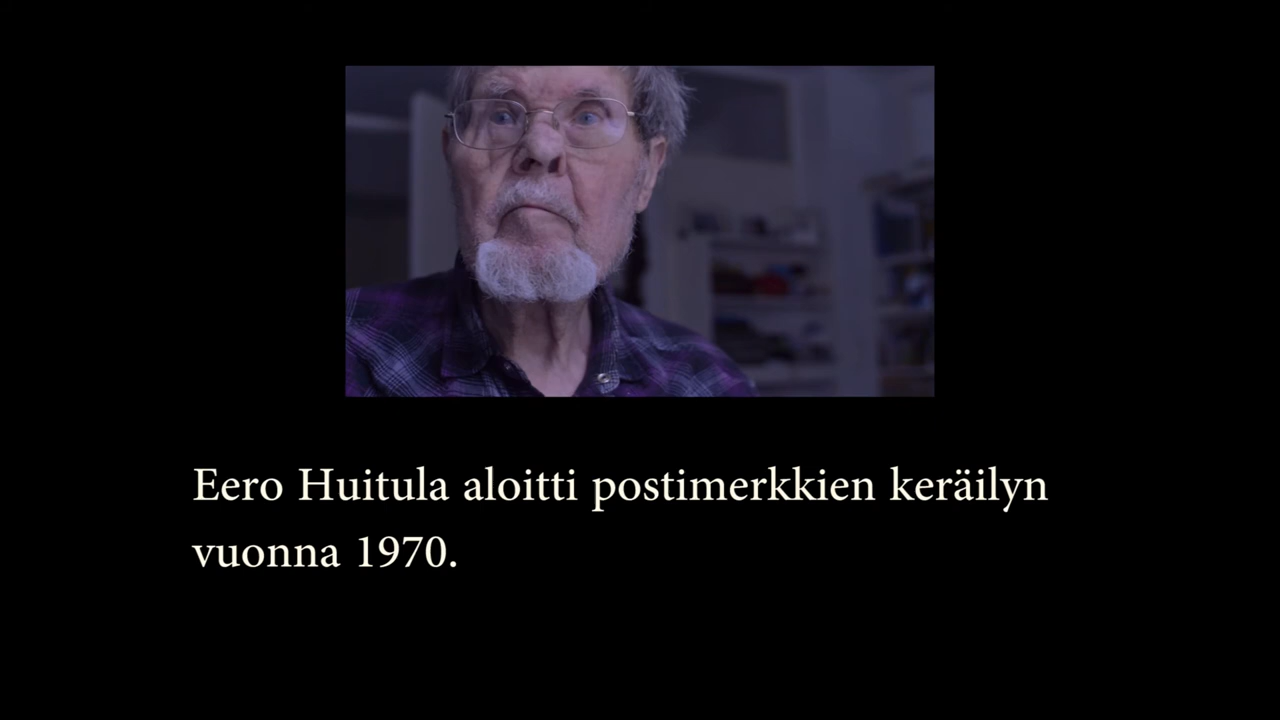 Eero Huitula aloitti postimerkkien keräilyn
vuonna 1970.